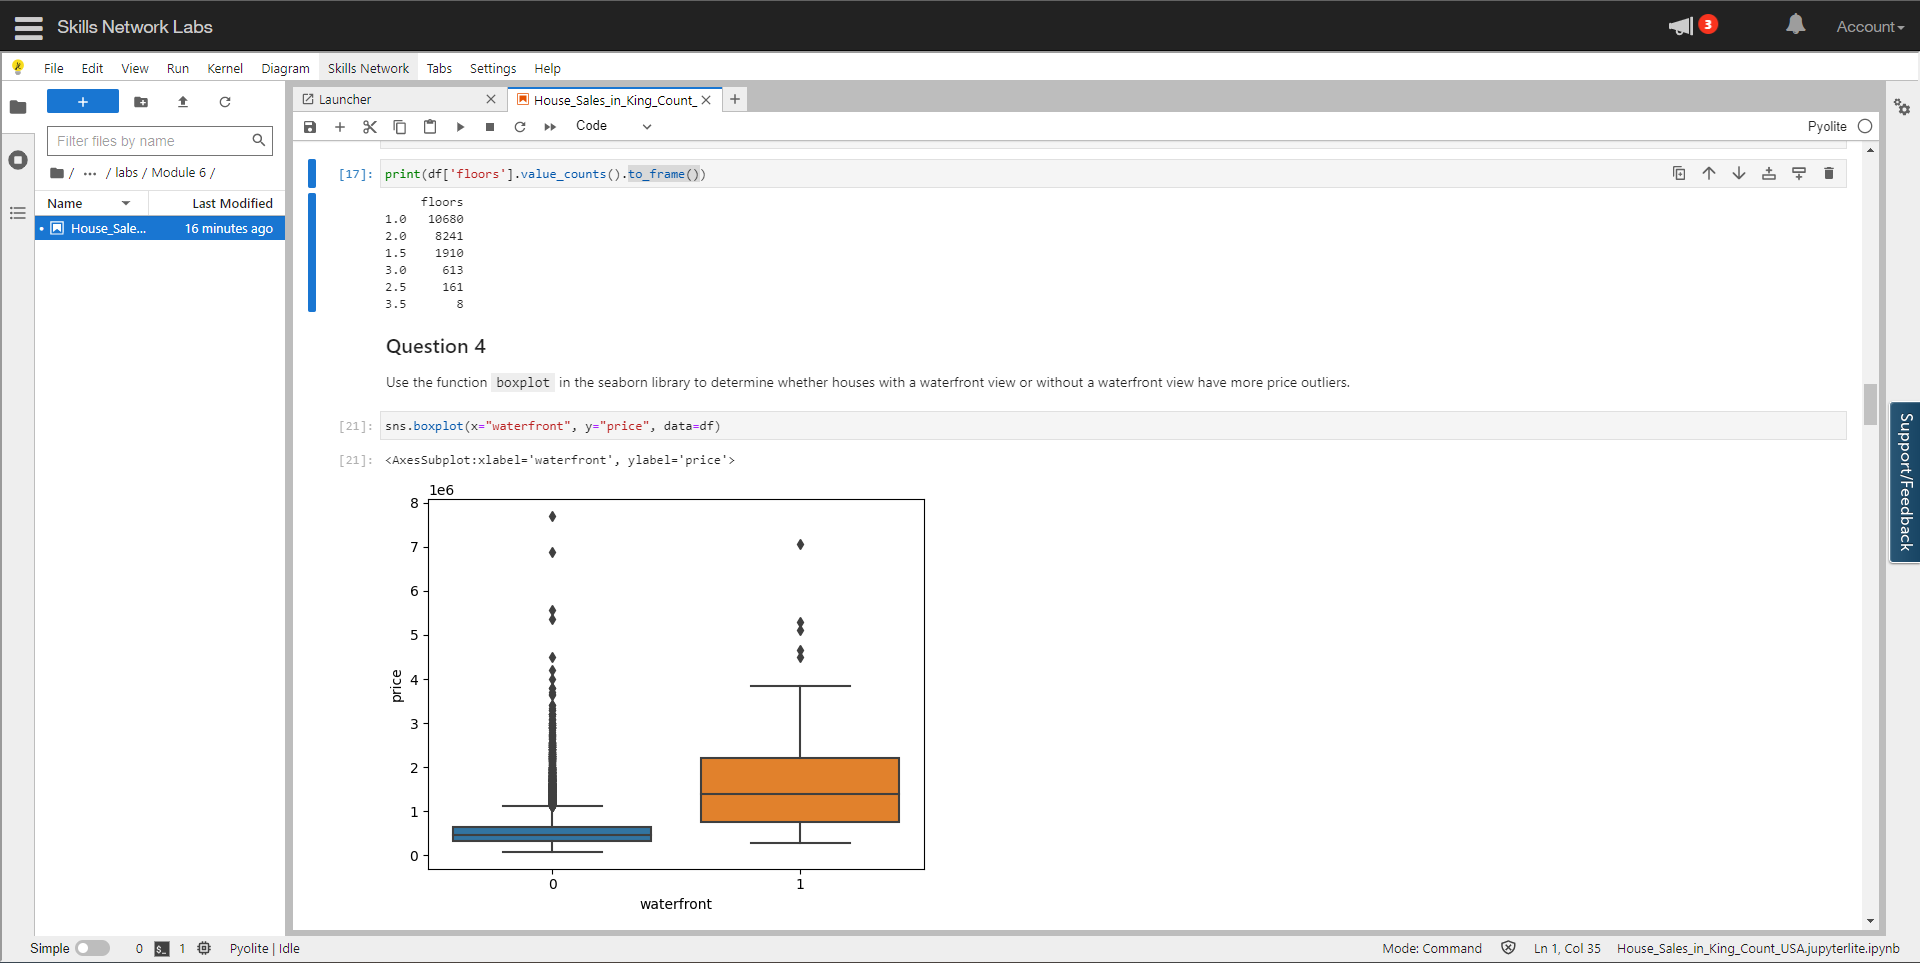 Skills Network Labs
3
Account
File Edit View Run Kernel Diagram Skills Network Tabs Settings Help
+
Filter files by name
/ ... / labs / Module 6 /
Name Last Modified
House_Sale... 16 minutes ago
Launcher
House_Sales_in_King_Count_
Code
Pyolite
[17]: print(df['floors'].value_counts().to_frame())
floors
1.0 10680
2.0 8241
1.5 1910
3.0 613
2.5 161
3.5 8
Question 4
Use the function boxplot in the seaborn library to determine whether houses with a waterfront view or without a waterfront view have more price outliers.
[21]: sns.boxplot(x="waterfront", y="price", data=df)
[21]: <AxesSubplot:xlabel='waterfront', ylabel='price'>
1e6
8
7
6
5
4
3
2
1
0
price
0 1
waterfront
Support/Feedback
Simple 0 $_ 1 Pyolite | Idle
Mode: Command Ln 1, Col 35 House_Sales_in_King_Count_USA.jupyterlite.ipynb